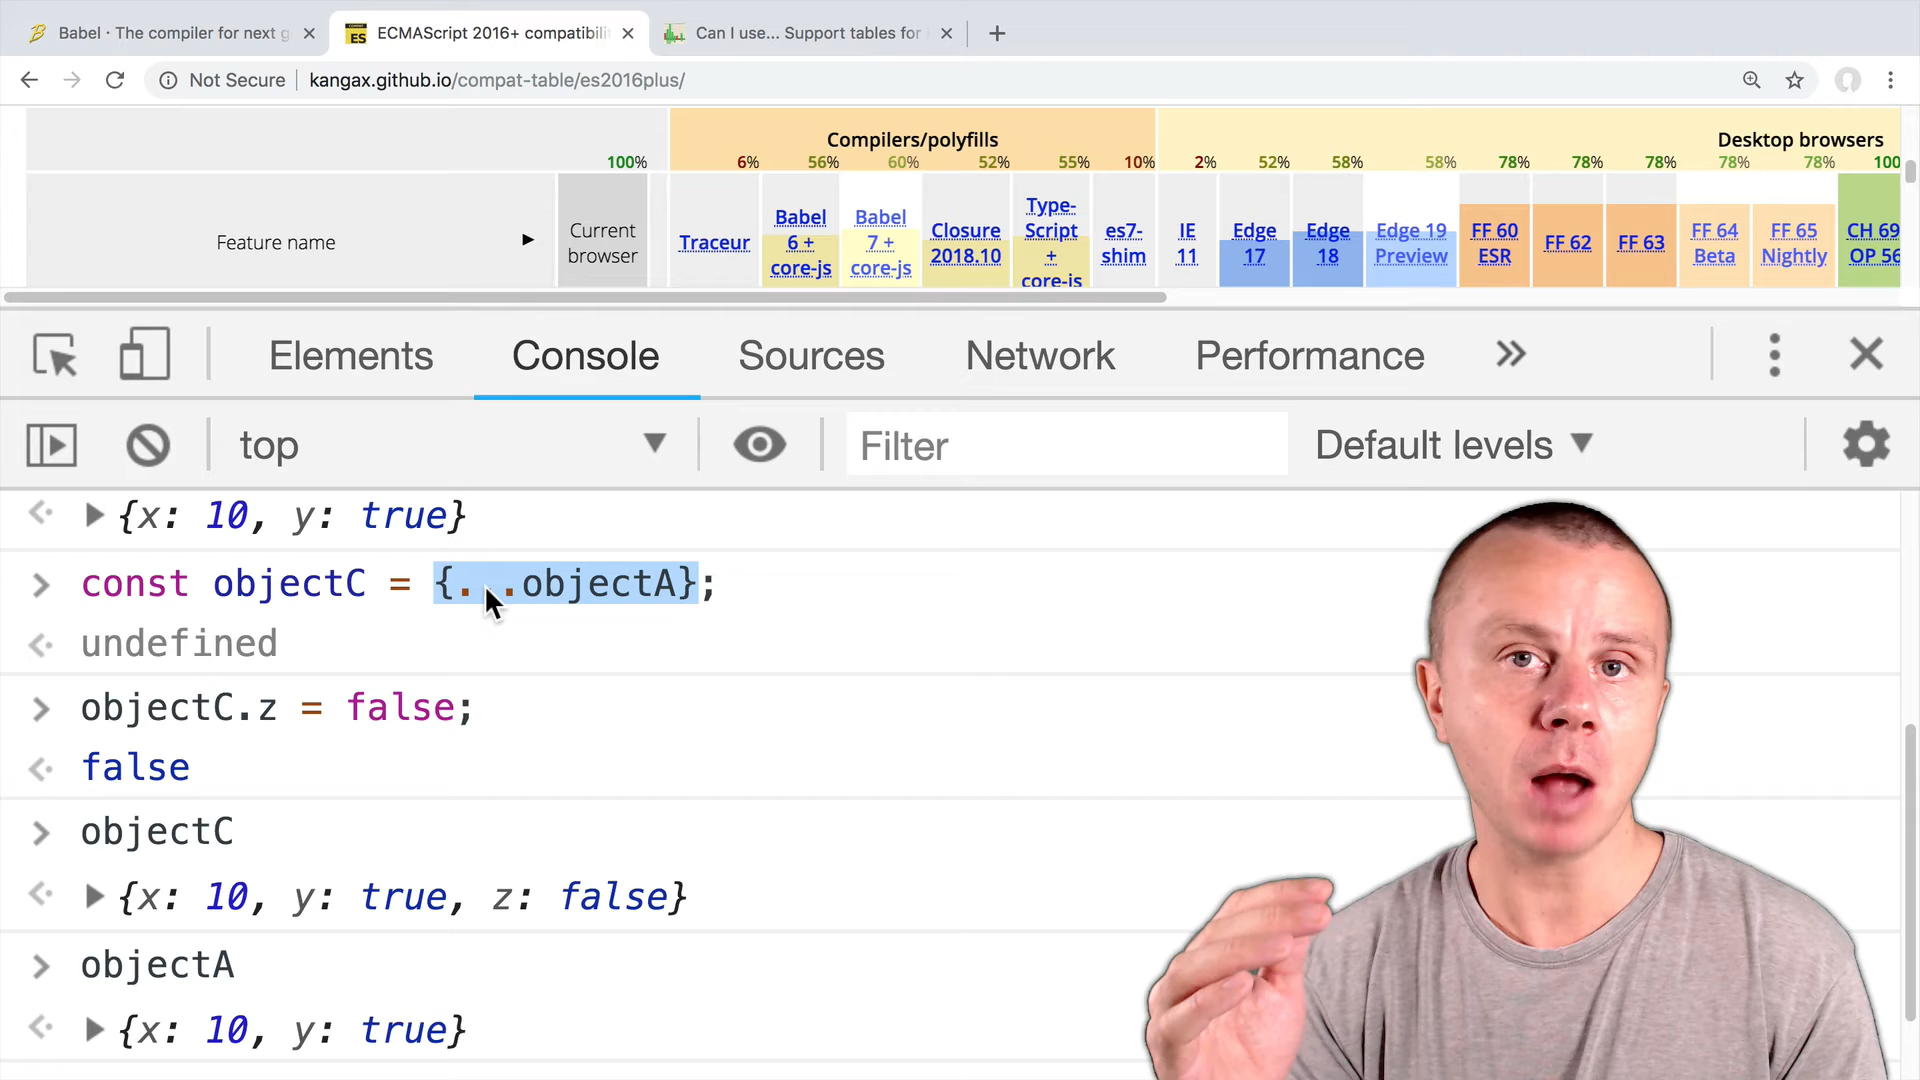 Babel · The compiler for next g
ECMAScript 2016+ compatibili
Can I use... Support tables for
Not Secure kangax.github.io/compat-table/es2016plus/
Compilers/polyfills Desktop browsers
100% 6% 56% 60% 52% 55% 10% 2% 52% 58% 58% 78% 78% 78% 78% 78% 100
Feature name
Current browser
Traceur
Babel 6 + core-js
Babel 7 + core-js
Closure 2018.10
Type-Script + core-js
es7-shim
IE 11
Edge 17
Edge 18
Edge 19 Preview
FF 60 ESR
FF 62
FF 63
FF 64 Beta
FF 65 Nightly
CH 69 OP 56
Elements Console Sources Network Performance
top Filter Default levels
{x: 10, y: true}
const objectC = {...objectA};
undefined
objectC.z = false;
false
objectC
{x: 10, y: true, z: false}
objectA
{x: 10, y: true}